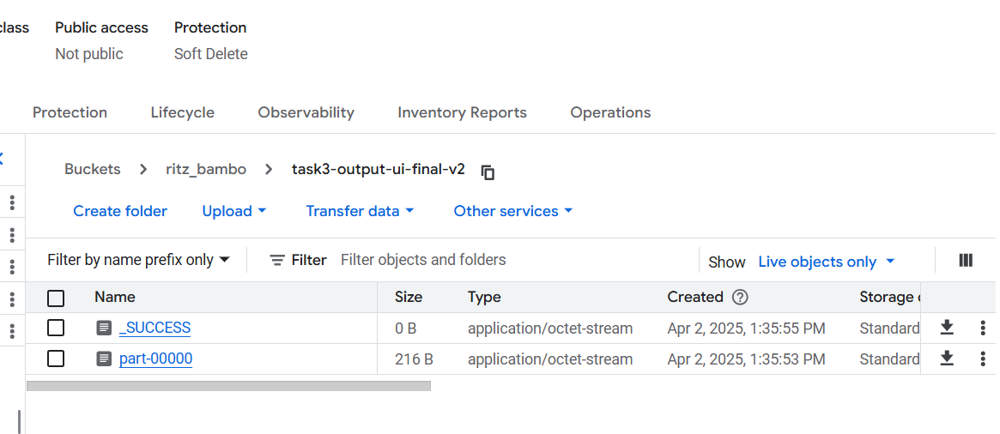 class Public access Protection
Not public Soft Delete
Protection Lifecycle Observability Inventory Reports Operations
Buckets ritz_bambo task3-output-ui-final-v2
Create folder Upload Transfer data Other services
Filter by name prefix only Filter Filter objects and folders Show Live objects only
Name Size Type Created Storage c
_SUCCESS 0 B application/octet-stream Apr 2, 2025, 1:35:55 PM Standard
part-00000 216 B application/octet-stream Apr 2, 2025, 1:35:53 PM Standard